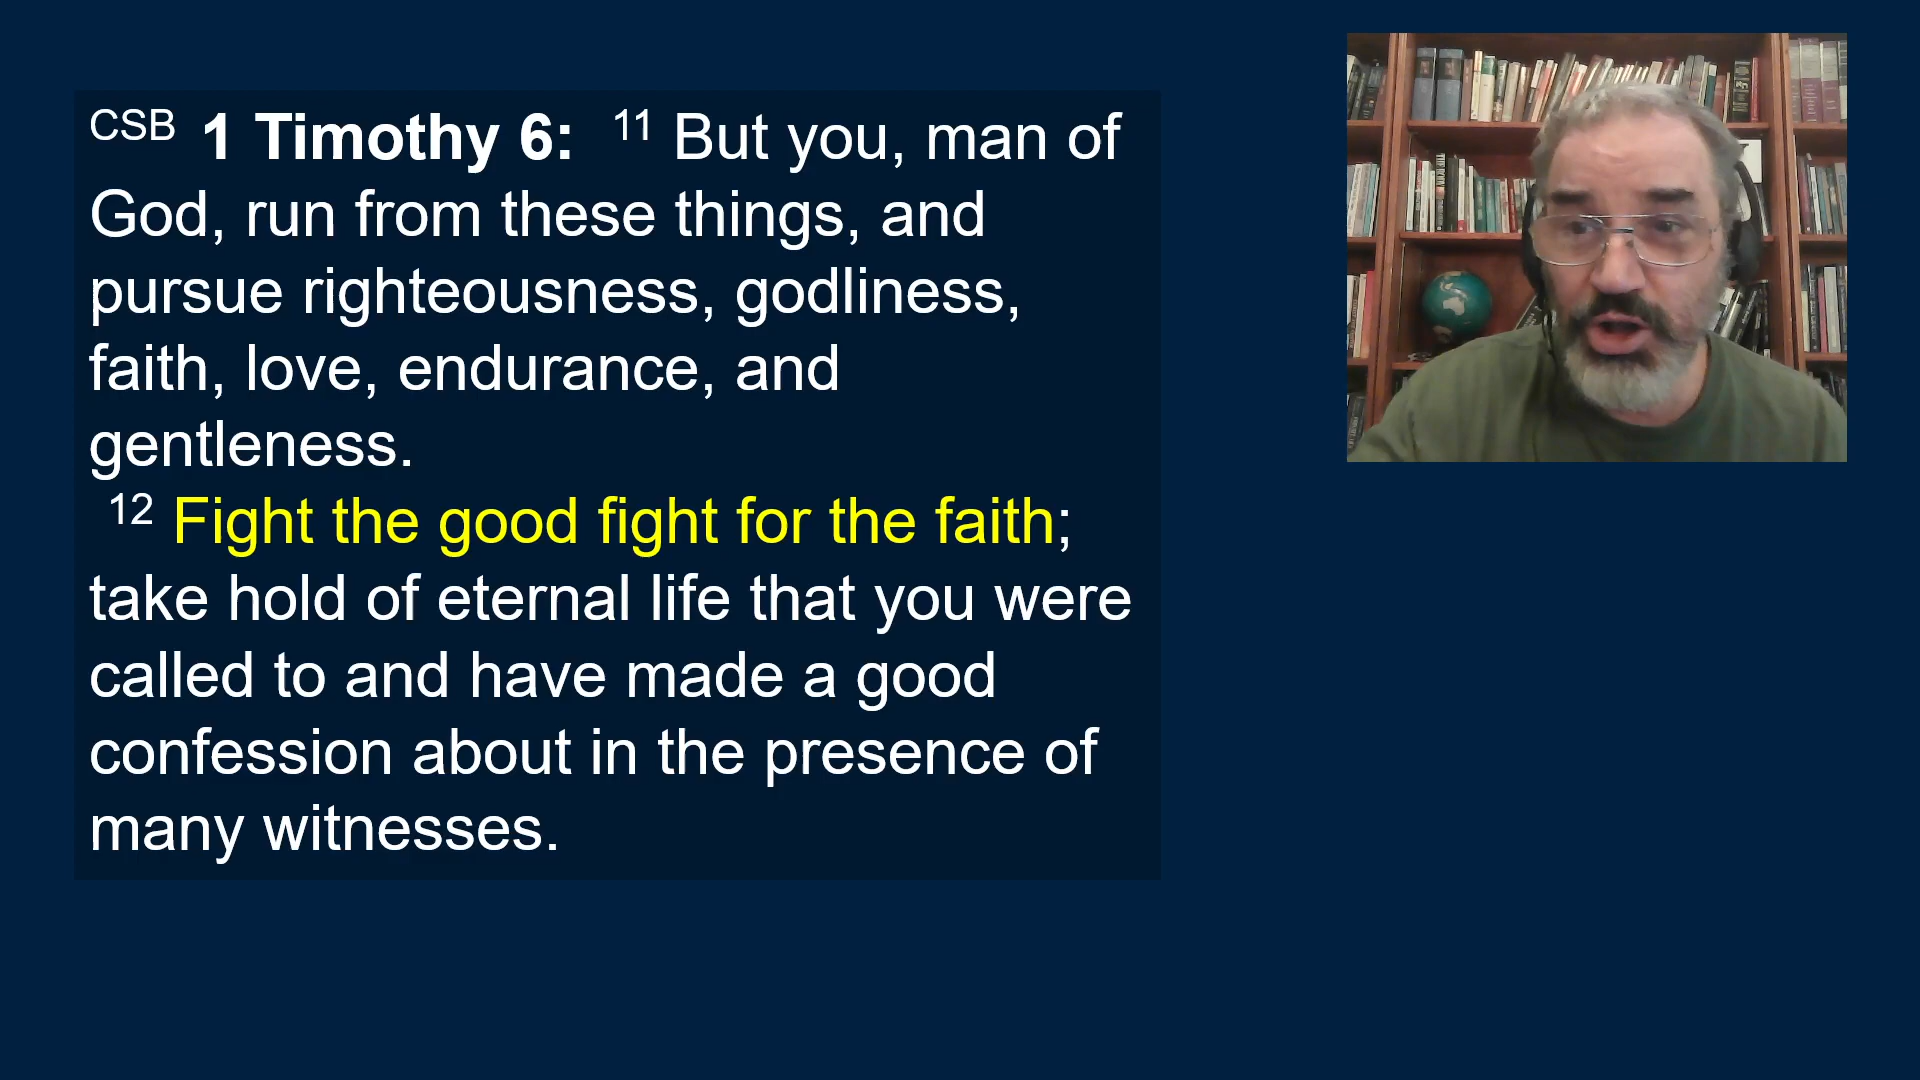 CSB 1 Timothy 6: 11 But you, man of
God, run from these things, and
pursue righteousness, godliness,
faith, love, endurance, and
gentleness.
12 Fight the good fight for the faith;
take hold of eternal life that you were
called to and have made a good
confession about in the presence of
many witnesses.